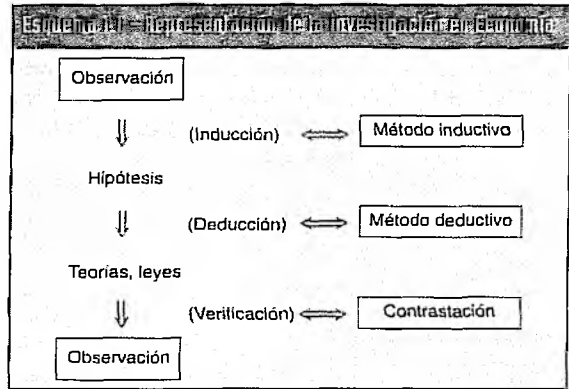 Representación de la Investigación en Economía
Observación
(Inducción) Método inductivo
Hipótesis
(Deducción) Método deductivo
Teorías, leyes
(Verificación) Contrastación
Observación